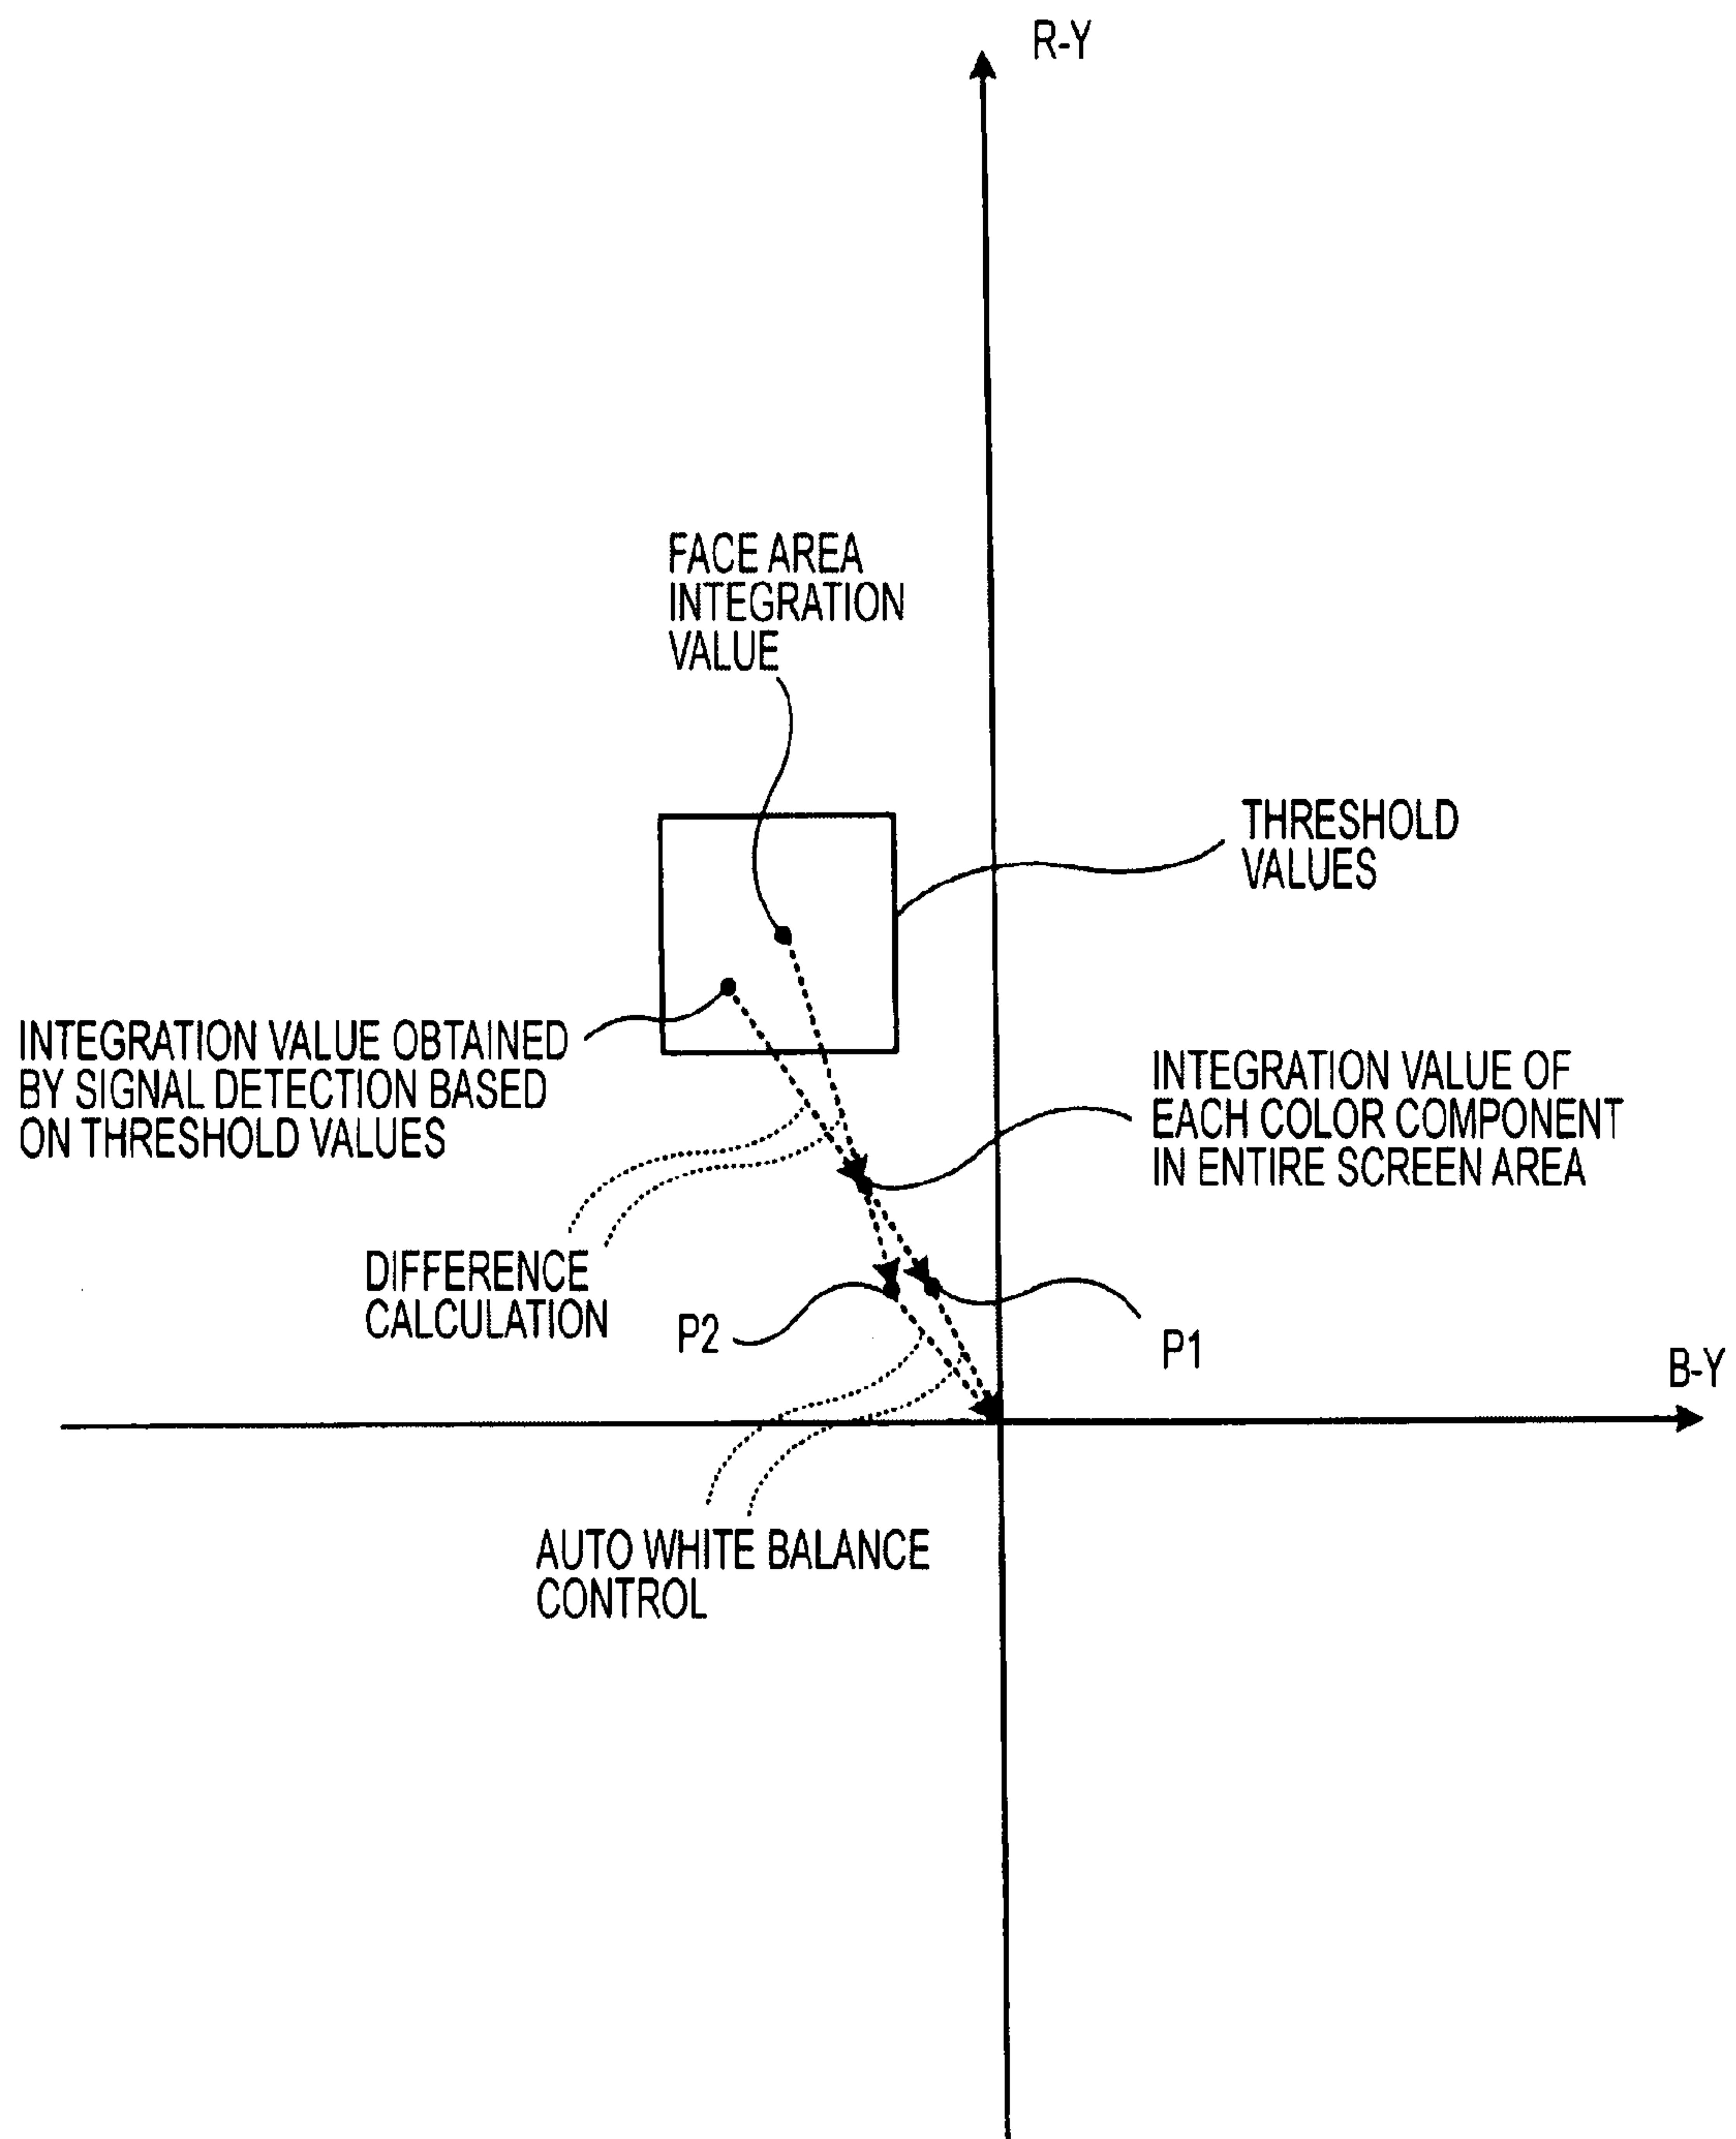 R-Y
FACE AREA
INTEGRATION
VALUE
THRESHOLD
VALUES
INTEGRATION VALUE OBTAINED
BY SIGNAL DETECTION BASED
ON THRESHOLD VALUES
INTEGRATION VALUE OF
EACH COLOR COMPONENT
IN ENTIRE SCREEN AREA
DIFFERENCE
CALCULATION
P2
P1
B-Y
AUTO WHITE BALANCE
CONTROL